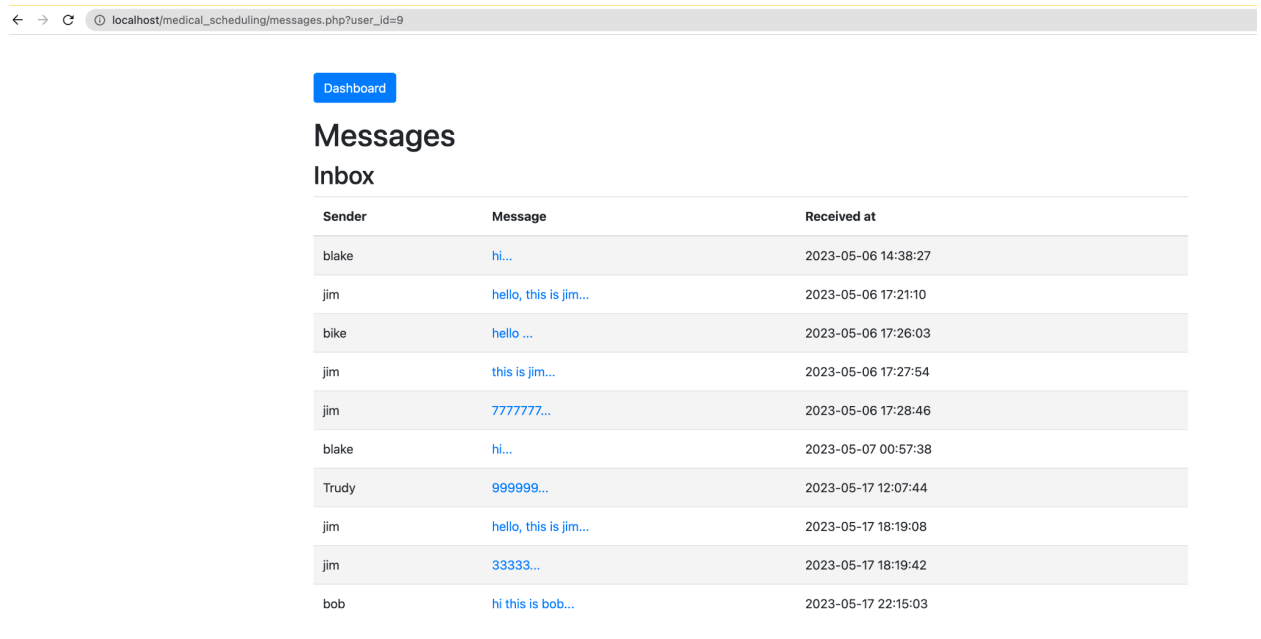 localhost/medical_scheduling/messages.php?user_id=9
Dashboard
Messages
Inbox
Sender Message Received at
blake hi... 2023-05-06 14:38:27
jim hello, this is jim... 2023-05-06 17:21:10
bike hello ... 2023-05-06 17:26:03
jim this is jim... 2023-05-06 17:27:54
jim 7777777... 2023-05-06 17:28:46
blake hi... 2023-05-07 00:57:38
Trudy 999999... 2023-05-17 12:07:44
jim hello, this is jim... 2023-05-17 18:19:08
jim 33333... 2023-05-17 18:19:42
bob hi this is bob... 2023-05-17 22:15:03